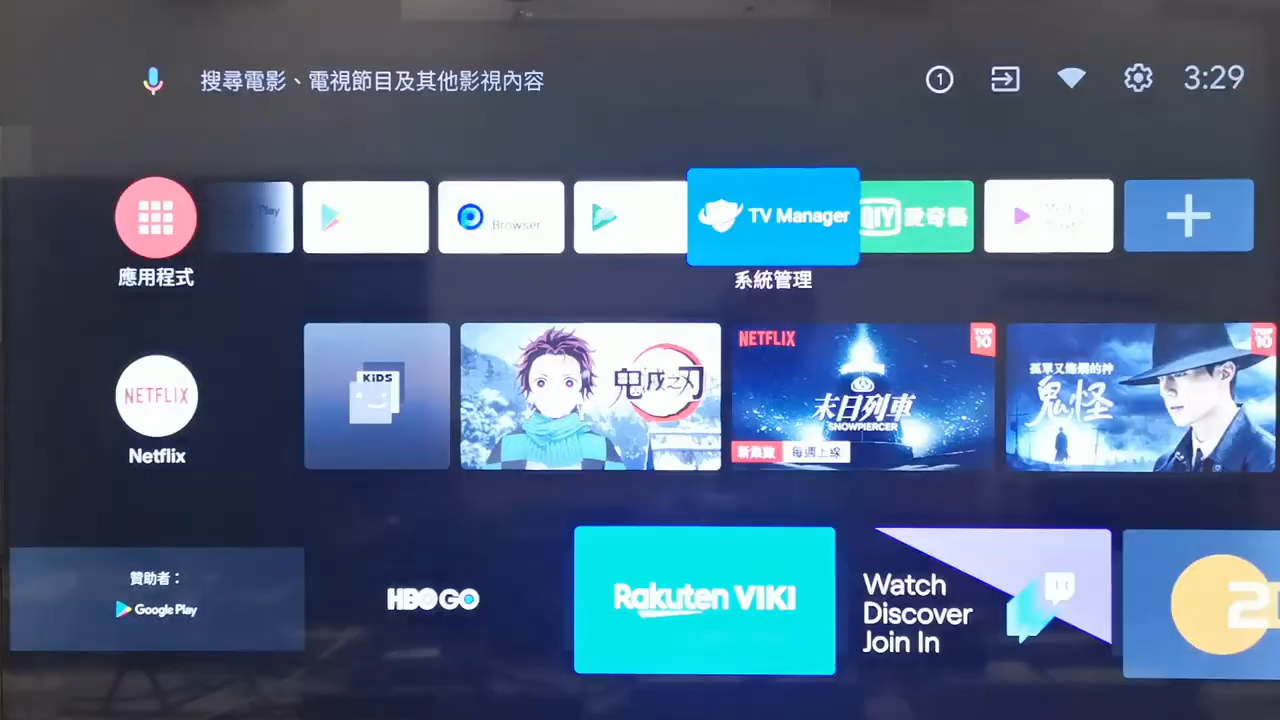 搜尋電影、電視節目及其他影視內容
1
3:29
Play
Browser
TV Manager
QIY 愛奇藝
應用程式
系統管理
NETFLIX
KiDS
鬼滅之刃
NETFLIX
TOP 10
末日列車
SNOWPIERCER
新集數 每週上線
TOP 10
孤單又燦爛的神
鬼怪
Netflix
贊助者：
Google Play
HBO GO
Rakuten VIKI
Watch
Discover
Join In